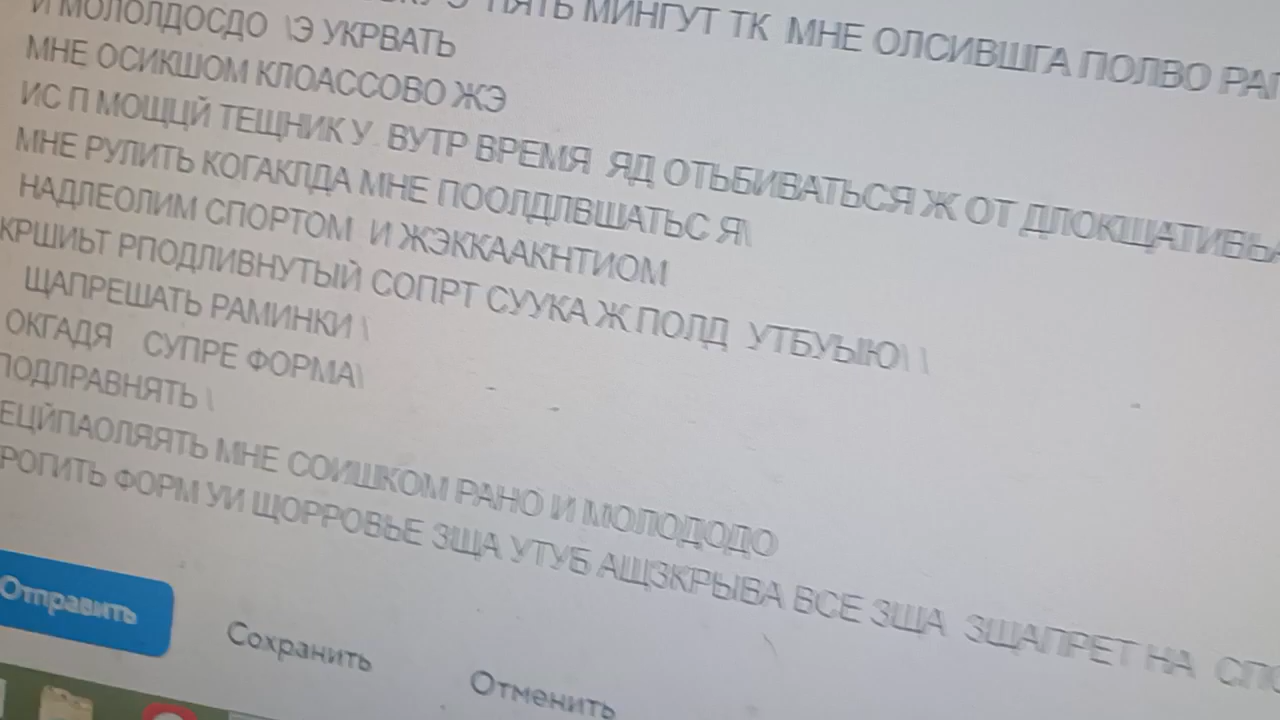 ПЯТЬ МИНГУТ ТК МНЕ ОЛСИВШГА ПОЛВО
И МОЛОЛДОСДО \Э УКРВАТЬ
МНЕ ОСИКШОМ КЛОАССОВО ЖЭ
ИС П МОЩЦЙ ТЕЩНИК У ВУТР ВРЕМЯ ЯД ОТЬБИВАТЬСЯ Ж ОТ ДЛОКЩАТИВЬА
МНЕ РУЛИТЬ КОГАКЛДА МНЕ ПООЛДЛВШАТЬС Я\
НАДЛЕОЛИМ СПОРТОМ И ЖЭККААКНТИОМ
КРШИЬТ РПОДЛИВНУТЫЙ СОПРТ СУУКА Ж ПОЛД УТБУЫЮ\ \
ЩАПРЕШАТЬ РАМИНКИ \
ОКГАДЯ СУПРЕ ФОРМА\
ПОДЛРАВНЯТЬ \
ЕЦЙПАОЛЯЯТЬ МНЕ СОИШКОМ РАНО И МОЛОДОДО
РОГИТЬ ФОРМ УИ ЩОРРОВЬЕ ЗЩА УТУБ АЩЗКРЫВА ВСЕ ЗЩА ЗЩАПРЕТ НА
Отправить
Сохранить
Отменить